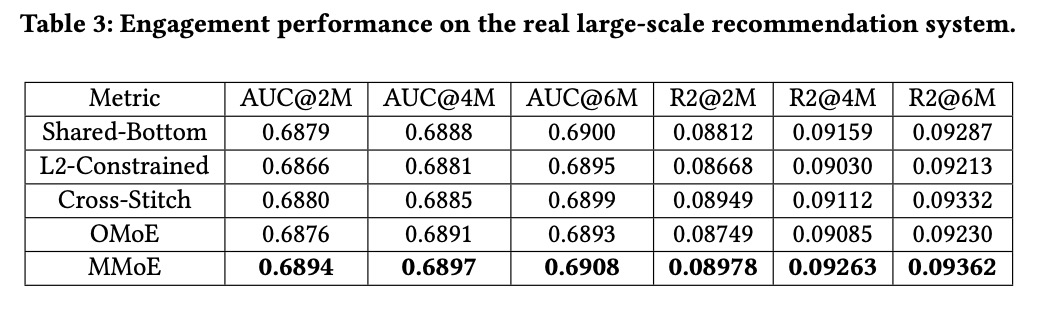 Table 3: Engagement performance on the real large-scale recommendation system.
Metric AUC@2M AUC@4M AUC@6M R2@2M R2@4M R2@6M
Shared-Bottom 0.6879 0.6888 0.6900 0.08812 0.09159 0.09287
L2-Constrained 0.6866 0.6881 0.6895 0.08668 0.09030 0.09213
Cross-Stitch 0.6880 0.6885 0.6899 0.08949 0.09112 0.09332
OMoE 0.6876 0.6891 0.6893 0.08749 0.09085 0.09230
MMoE 0.6894 0.6897 0.6908 0.08978 0.09263 0.09362